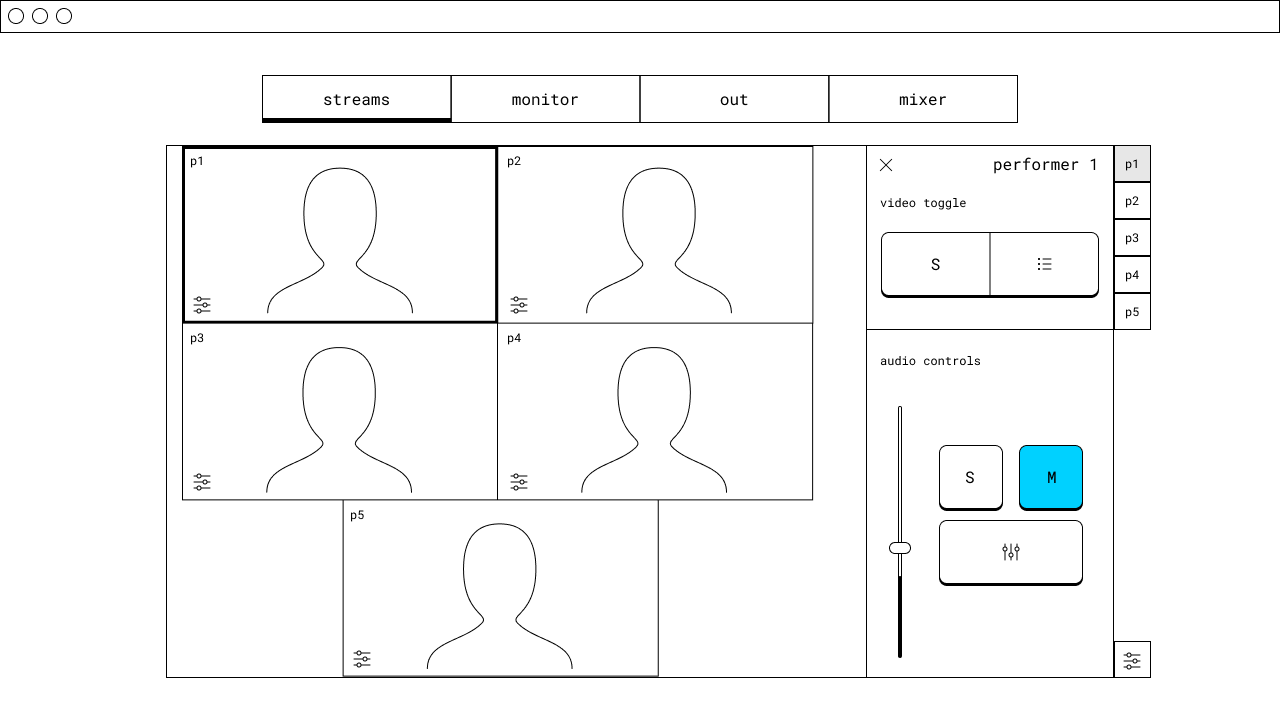 streams
monitor
out
mixer
p1
p2
p3
p4
p5
performer 1
video toggle
S
audio controls
S
M
p1
p2
p3
p4
p5